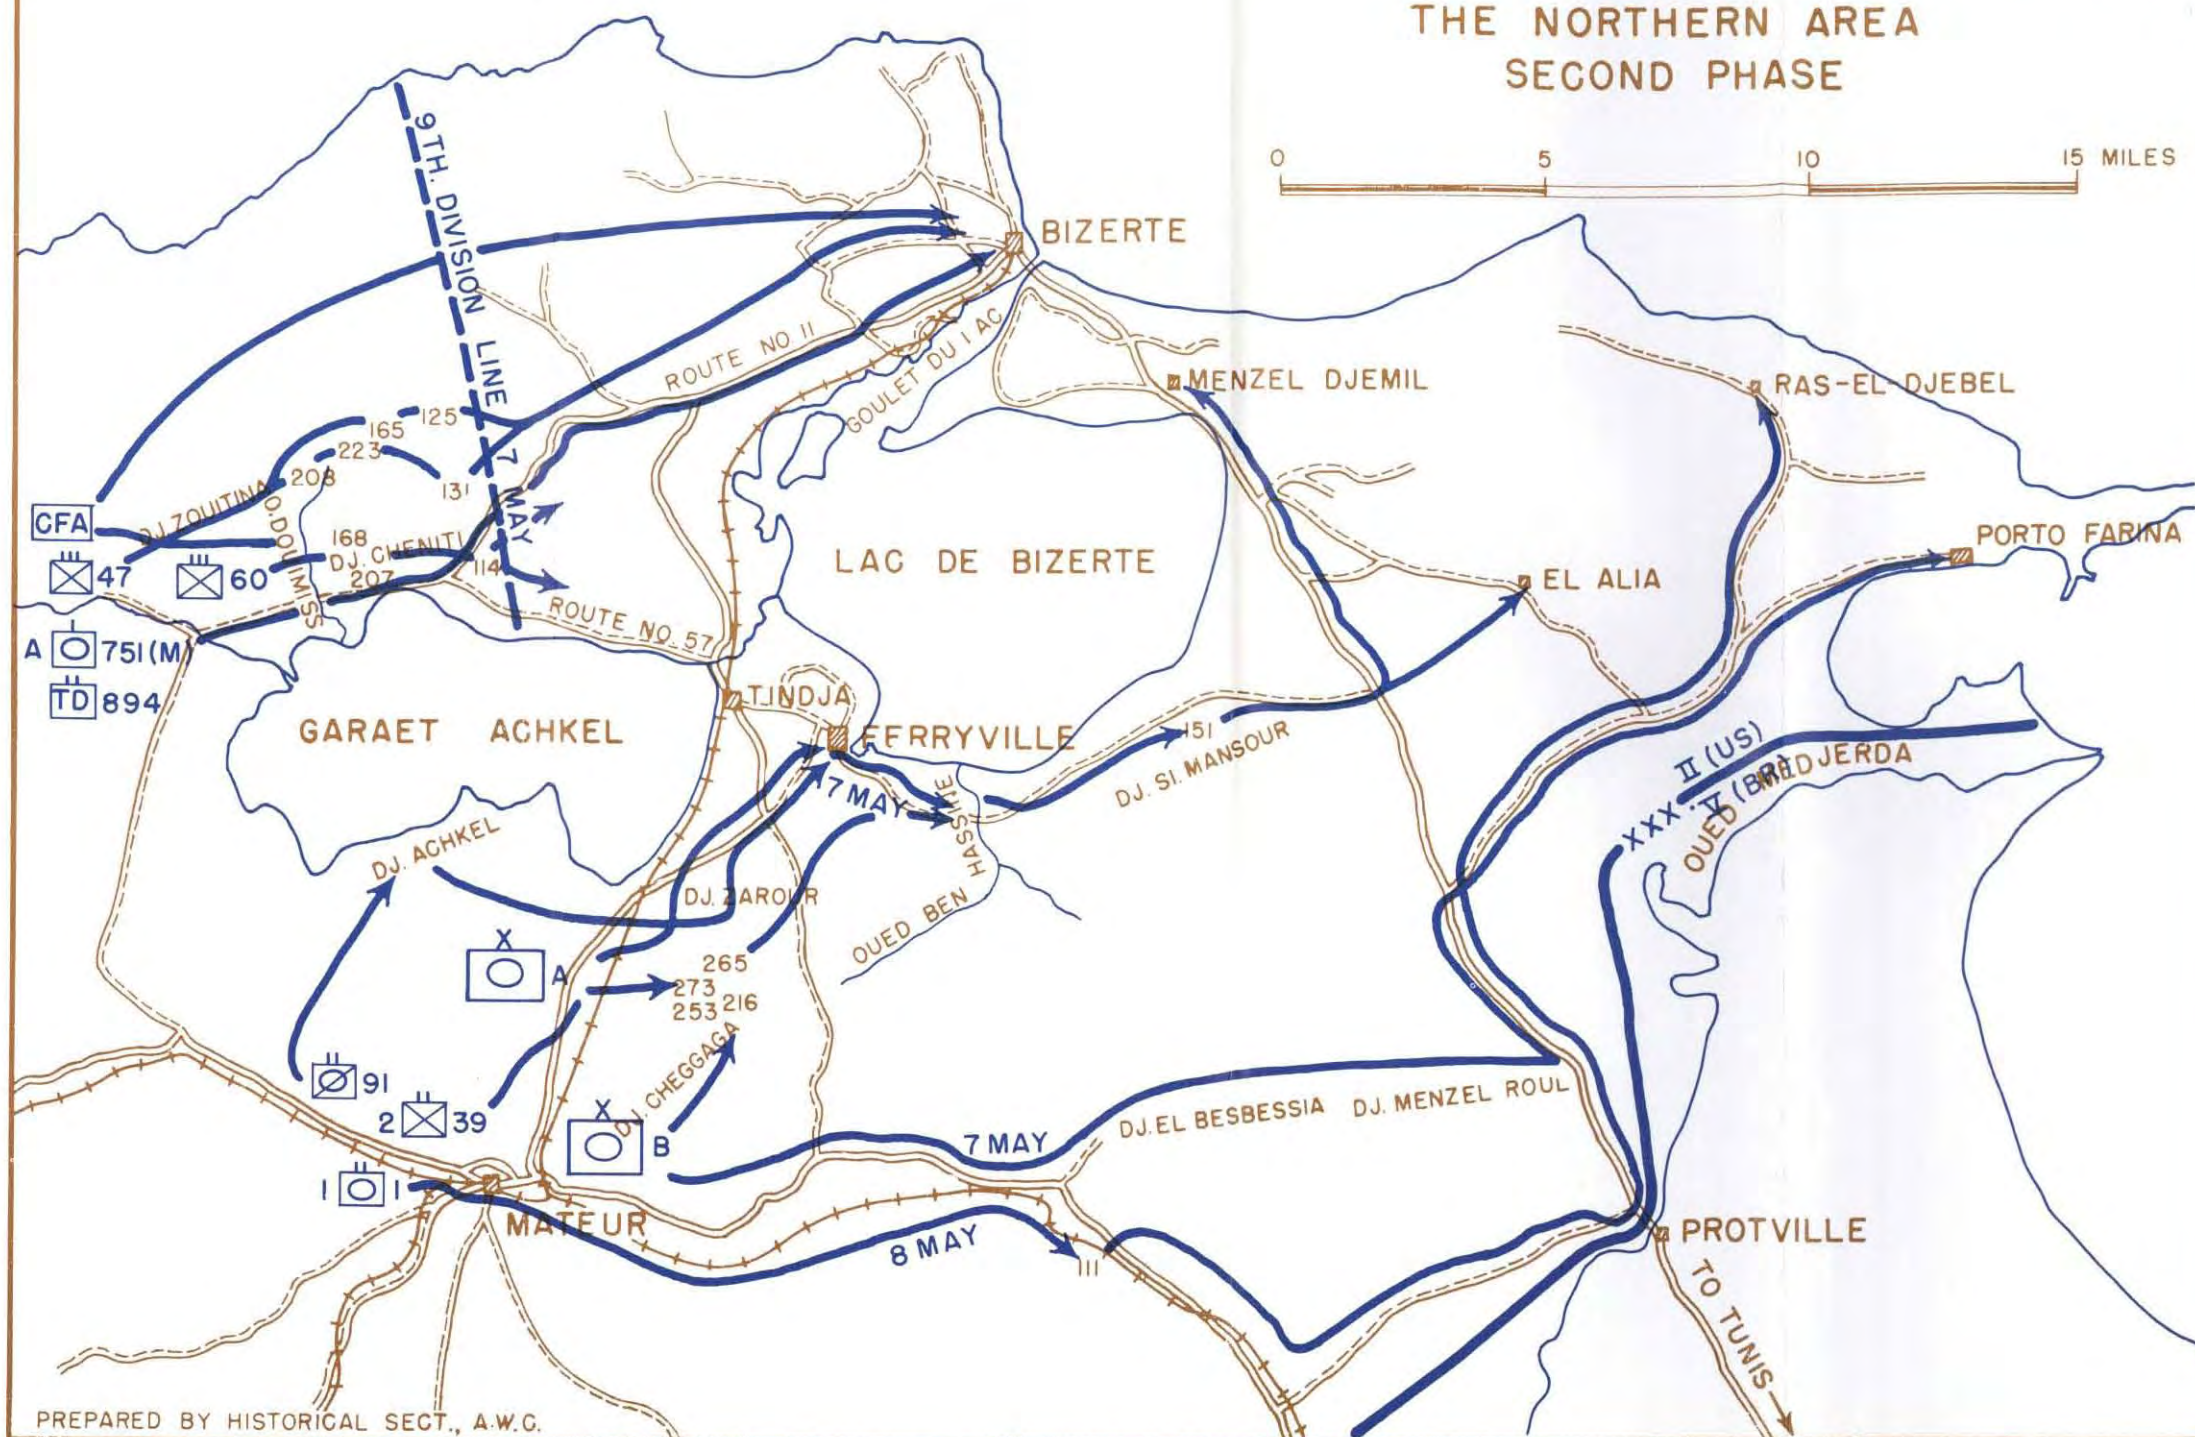 THE NORTHERN AREA
SECOND PHASE
0 5 10 15 MILES
9TH. DIVISION LINE 7 MAY
BIZERTE
ROUTE NO. 11
GOULET DU LAC
MENZEL DJEMIL
RAS-EL-DJEBEL
165
125
223
208
131
DJ. ZOUITINA
O. DOUIMISS
CFA
168
DJ. CHENITI
207
114
47
60
A 751(M)
TD 894
ROUTE NO. 57
LAC DE BIZERTE
PORTO FARINA
EL ALIA
TINDJA
GARAET ACHKEL
FERRYVILLE
151
DJ. SI. MANSOUR
7 MAY
II (US)
XXX
V (BR)
OUED MEDJERDA
DJ. ACHKEL
DJ. ZAROUR
OUED BEN HASSINE
X
A
265
273
253 216
DJ. CHEGGAGA
91
2 39
X
B
DJ. EL BESBESSIA
DJ. MENZEL ROUL
7 MAY
1 1
MATEUR
8 MAY
111
PROTVILLE
TO TUNIS
PREPARED BY HISTORICAL SECT., A.W.C.